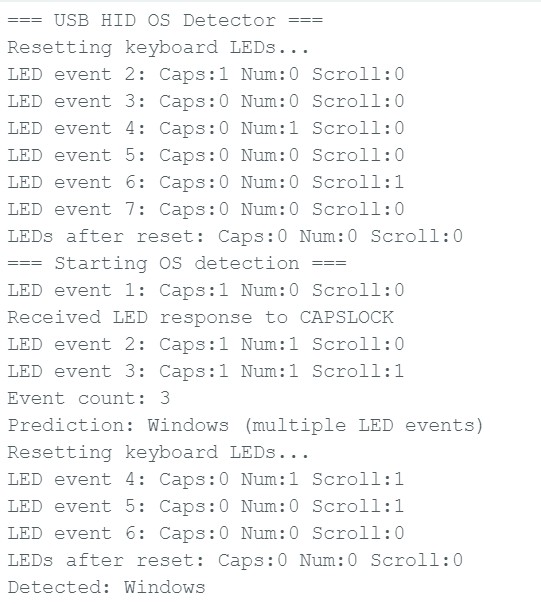 === USB HID OS Detector ===
Resetting keyboard LEDs...
LED event 2: Caps:1 Num:0 Scroll:0
LED event 3: Caps:0 Num:0 Scroll:0
LED event 4: Caps:0 Num:1 Scroll:0
LED event 5: Caps:0 Num:0 Scroll:0
LED event 6: Caps:0 Num:0 Scroll:1
LED event 7: Caps:0 Num:0 Scroll:0
LEDs after reset: Caps:0 Num:0 Scroll:0
=== Starting OS detection ===
LED event 1: Caps:1 Num:0 Scroll:0
Received LED response to CAPSLOCK
LED event 2: Caps:1 Num:1 Scroll:0
LED event 3: Caps:1 Num:1 Scroll:1
Event count: 3
Prediction: Windows (multiple LED events)
Resetting keyboard LEDs...
LED event 4: Caps:0 Num:1 Scroll:1
LED event 5: Caps:0 Num:0 Scroll:1
LED event 6: Caps:0 Num:0 Scroll:0
LEDs after reset: Caps:0 Num:0 Scroll:0
Detected: Windows